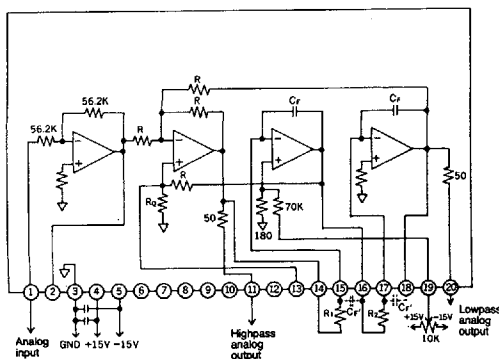 R
R
56.2K
56.2K
R
CF
CF
R
RQ
50
180
70K
50
1 2 3 4 5 6 7 8 9 10 11 12 13 14 15 16 17 18 19 20
R1
CF'
R2
CF'
+15V
-15V
10K
Analog
input
GND +15V -15V
Highpass
analog
output
Lowpass
analog
output